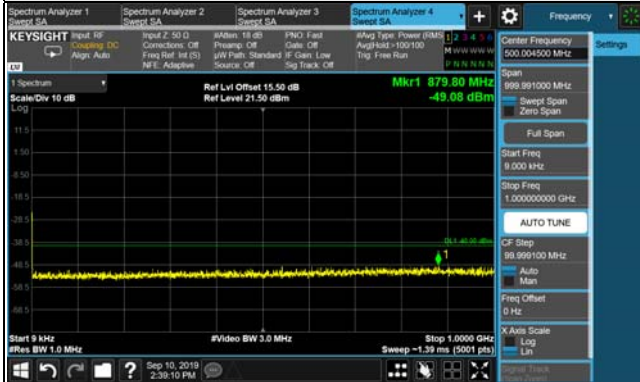 Spectrum Analyzer 1
Swept SA
Spectrum Analyzer 2
Swept SA
Spectrum Analyzer 3
Swept SA
Spectrum Analyzer 4
Swept SA
+
Frequency
KEYSIGHT
Input: RF
Coupling: DC
Align: Auto
Input Z: 50 Ω
Corrections: Off
Freq Ref: Int (S)
NFE: Adaptive
#Atten: 18 dB
Preamp: Off
µW Path: Standard
Source: Off
PNO: Fast
Gate: Off
IF Gain: Low
Sig Track: Off
#Avg Type: Power (RMS
Avg|Hold >100/100
Trig: Free Run
1 2 3 4 5 6
M W W W W W
P N N N N N
LXI
1 Spectrum
Scale/Div 10 dB
Log
Ref Lvl Offset 15.50 dB
Ref Level 21.50 dBm
Mkr1 879.80 MHz
-49.08 dBm
11.5
1.50
-8.50
-18.5
-28.5
-38.5
-48.5
-58.5
-68.5
1
Start 9 kHz
#Res BW 1.0 MHz
#Video BW 3.0 MHz
Stop 1.0000 GHz
Sweep ~1.39 ms (5001 pts)
Center Frequency
500.004500 MHz
Settings
Span
999.991000 MHz
Swept Span
Zero Span
Full Span
Start Freq
9.000 kHz
Stop Freq
1.000000000 GHz
AUTO TUNE
CF Step
99.999100 MHz
Auto
Man
Freq Offset
0 Hz
X Axis Scale
Log
Lin
Signal Track
?
Sep 10, 2019
2:39:10 PM